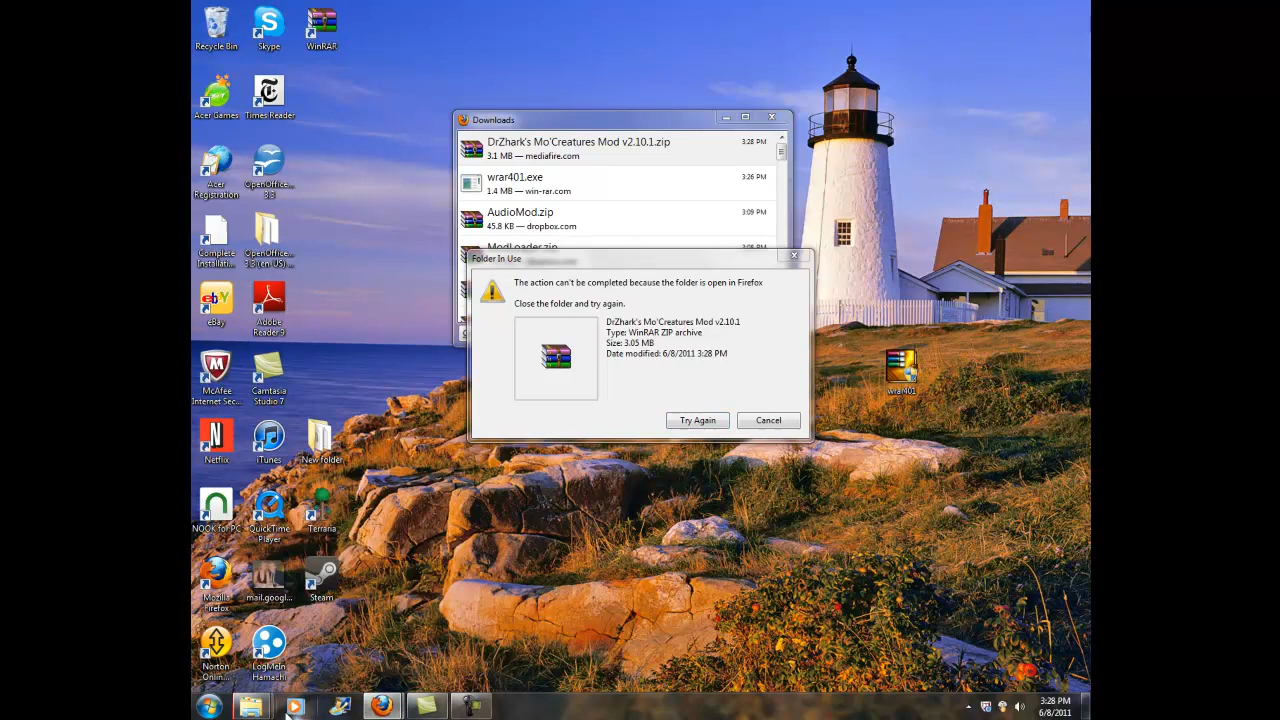 Recycle Bin
Skype
WinRAR
Acer Games
Times Reader
Acer
Registration
OpenOffice...
3.3
Complete
Installati...
OpenOffice...
3.3 (en-US)...
eBay
Adobe
Reader 9
McAfee
Internet Sec...
Camtasia
Studio 7
Netflix
iTunes
New folder
NOOK for PC
QuickTime
Player
Terraria
Mozilla
Firefox
mail.googl...
Steam
Norton
Onlin...
LogMeIn
Hamachi
Downloads
DrZhark's Mo'Creatures Mod v2.10.1.zip
3:28 PM
3.1 MB — mediafire.com
wrar401.exe
3:26 PM
1.4 MB — win-rar.com
AudioMod.zip
3:09 PM
45.8 KB — dropbox.com
ModLoader.zip
Folder In Use
The action can't be completed because the folder is open in Firefox
Close the folder and try again.
DrZhark's Mo'Creatures Mod v2.10.1
Type: WinRAR ZIP archive
Size: 3.05 MB
Date modified: 6/8/2011 3:28 PM
Try Again
Cancel
wrar401
3:28 PM
6/8/2011